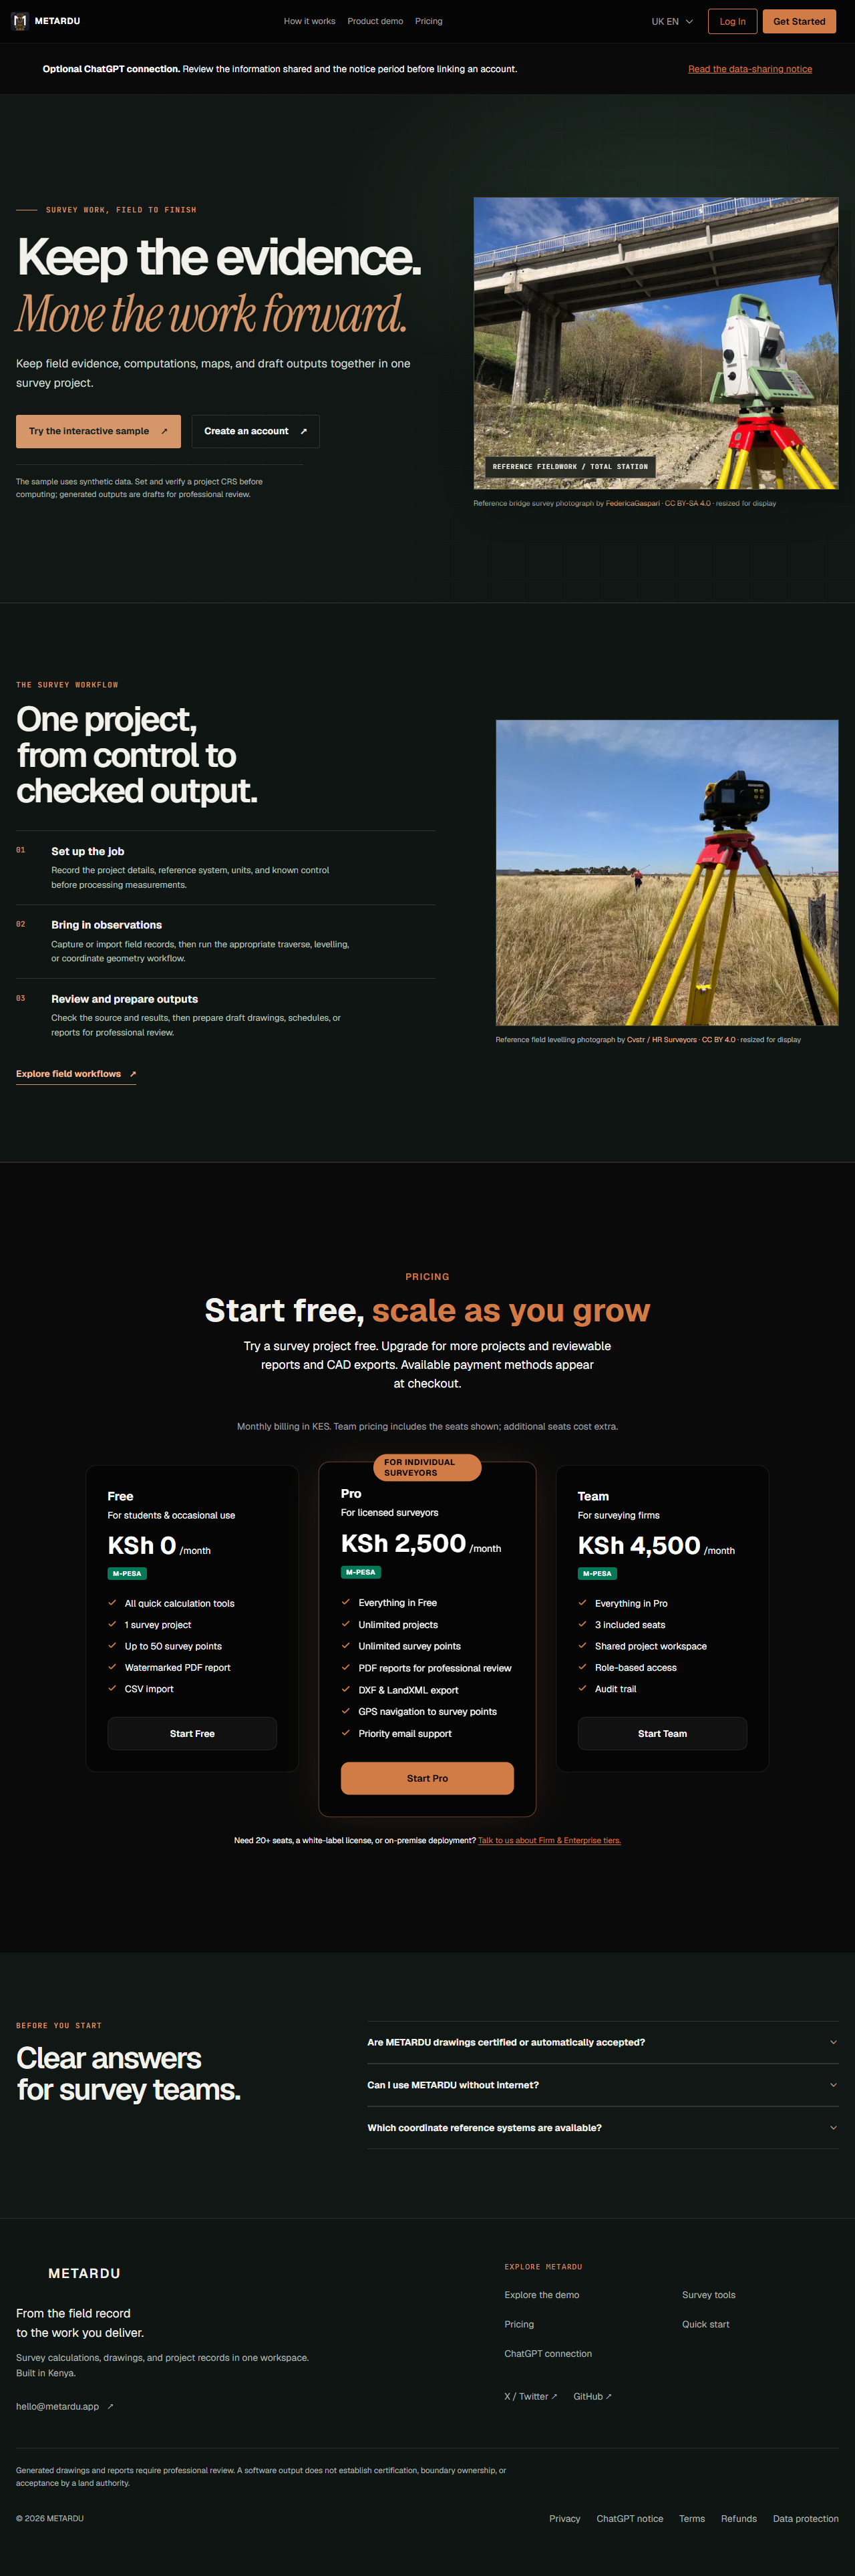 METARDU
How it works
Product demo
Pricing
UK EN
Log In
Get Started
Optional ChatGPT connection. Review the information shared and the notice period before linking an account.
Read the data-sharing notice
SURVEY WORK, FIELD TO FINISH
Keep the evidence.
Move the work forward.
Keep field evidence, computations, maps, and draft outputs together in one
survey project.
Try the interactive sample ↗
Create an account ↗
The sample uses synthetic data. Set and verify a project CRS before
computing; generated outputs are drafts for professional review.
REFERENCE FIELDWORK / TOTAL STATION
Reference bridge survey photograph by FedericaGaspari · CC BY-SA 4.0 · resized for display
THE SURVEY WORKFLOW
One project,
from control to
checked output.
01
Set up the job
Record the project details, reference system, units, and known control
before processing measurements.
02
Bring in observations
Capture or import field records, then run the appropriate traverse, levelling,
or coordinate geometry workflow.
03
Review and prepare outputs
Check the source and results, then prepare draft drawings, schedules, or
reports for professional review.
Explore field workflows ↗
Reference field levelling photograph by Cvstr / HR Surveyors · CC BY 4.0 · resized for display
PRICING
Start free, scale as you grow
Try a survey project free. Upgrade for more projects and reviewable
reports and CAD exports. Available payment methods appear
at checkout.
Monthly billing in KES. Team pricing includes the seats shown; additional seats cost extra.
Free
For students & occasional use
KSh 0 /month
M-PESA
All quick calculation tools
1 survey project
Up to 50 survey points
Watermarked PDF report
CSV import
Start Free
FOR INDIVIDUAL
SURVEYORS
Pro
For licensed surveyors
KSh 2,500 /month
M-PESA
Everything in Free
Unlimited projects
Unlimited survey points
PDF reports for professional review
DXF & LandXML export
GPS navigation to survey points
Priority email support
Start Pro
Team
For surveying firms
KSh 4,500 /month
M-PESA
Everything in Pro
3 included seats
Shared project workspace
Role-based access
Audit trail
Start Team
Need 20+ seats, a white-label license, or on-premise deployment? Talk to us about Firm & Enterprise tiers.
BEFORE YOU START
Clear answers
for survey teams.
Are METARDU drawings certified or automatically accepted?
Can I use METARDU without internet?
Which coordinate reference systems are available?
METARDU
From the field record
to the work you deliver.
Survey calculations, drawings, and project records in one workspace.
Built in Kenya.
hello@metardu.app ↗
EXPLORE METARDU
Explore the demo
Survey tools
Pricing
Quick start
ChatGPT connection
X / Twitter ↗
GitHub ↗
Generated drawings and reports require professional review. A software output does not establish certification, boundary ownership, or
acceptance by a land authority.
© 2026 METARDU
Privacy
ChatGPT notice
Terms
Refunds
Data protection